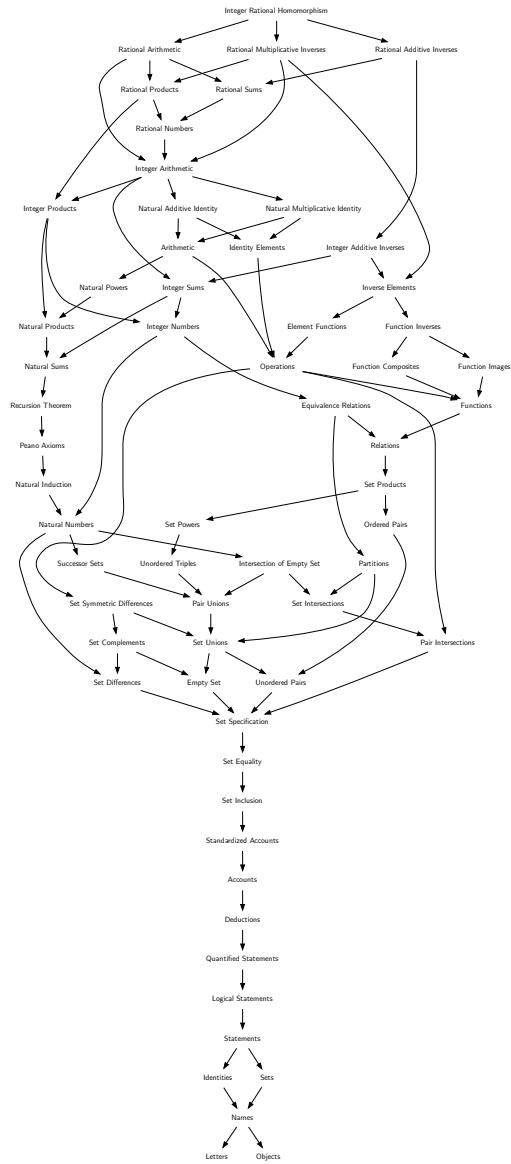 Integer Rational Homomorphism
Rational Arithmetic
Rational Multiplicative Inverses
Rational Additive Inverses
Rational Products
Rational Sums
Rational Numbers
Integer Arithmetic
Integer Products
Natural Additive Identity
Natural Multiplicative Identity
Arithmetic
Identity Elements
Integer Additive Inverses
Natural Powers
Integer Sums
Inverse Elements
Natural Products
Integer Numbers
Element Functions
Function Inverses
Natural Sums
Operations
Function Composites
Function Images
Recursion Theorem
Equivalence Relations
Functions
Peano Axioms
Relations
Natural Induction
Set Products
Natural Numbers
Set Powers
Ordered Pairs
Successor Sets
Unordered Triples
Intersection of Empty Set
Partitions
Set Symmetric Differences
Pair Unions
Set Intersections
Set Complements
Set Unions
Pair Intersections
Set Differences
Empty Set
Unordered Pairs
Set Specification
Set Equality
Set Inclusion
Standardized Accounts
Accounts
Deductions
Quantified Statements
Logical Statements
Statements
Identities
Sets
Names
Letters
Objects